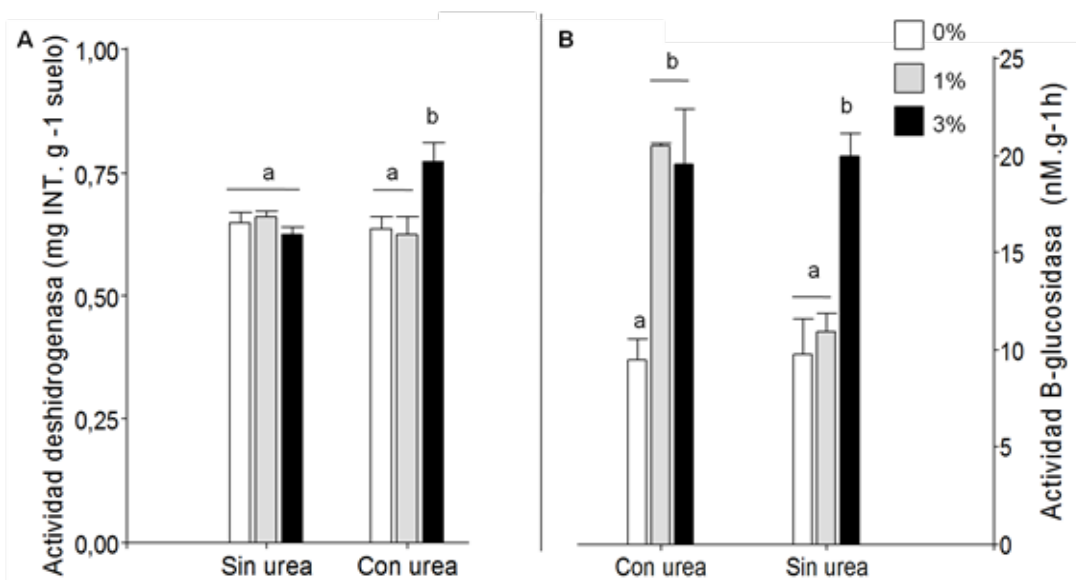 A
Actividad deshidrogenasa (mg INT. g -1 suelo)
1,00
0,75
0,50
0,25
0,00
a
a
b
Sin urea
Con urea
B
a
b
a
b
Con urea
Sin urea
0%
1%
3%
25
20
15
10
5
0
Actividad B-glucosidasa (nM.g-1h)